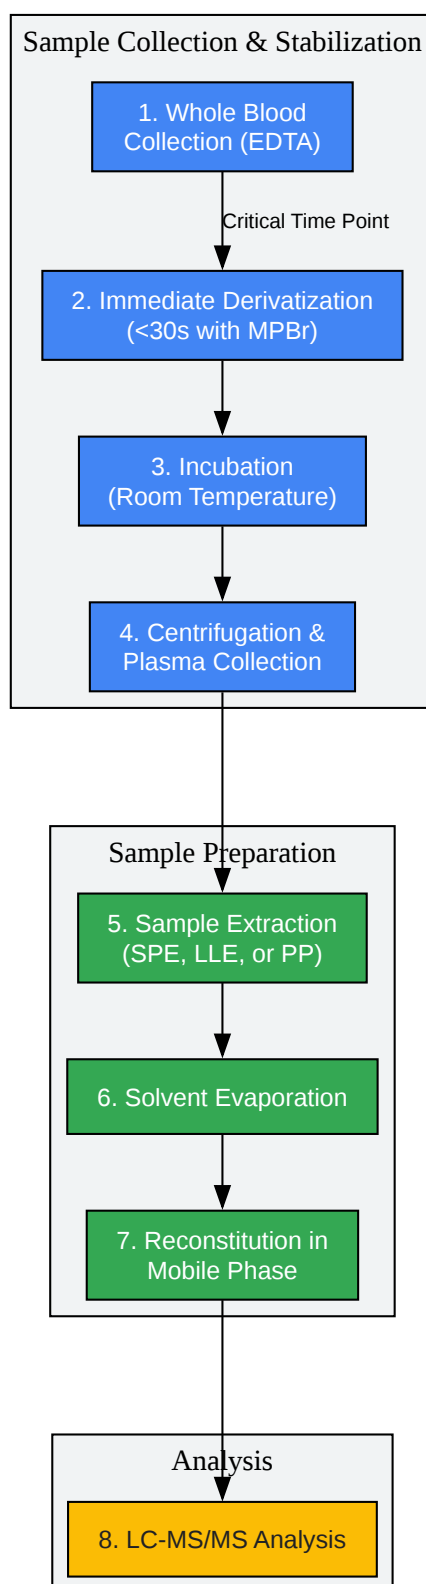 Sample Collection & Stabilization
1. Whole Blood
Collection (EDTA)
Critical Time Point
2. Immediate Derivatization
(<30s with MPBr)
3. Incubation
(Room Temperature)
4. Centrifugation &
Plasma Collection
Sample Preparation
5. Sample Extraction
(SPE, LLE, or PP)
6. Solvent Evaporation
7. Reconstitution in
Mobile Phase
Analysis
8. LC-MS/MS Analysis